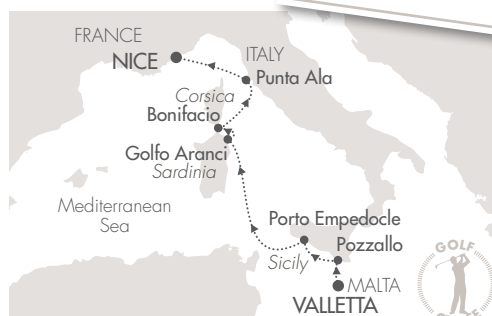 FRANCE
NICE
ITALY
Punta Ala
Corsica
Bonifacio
Golfo Aranci
Sardinia
Mediterranean
Sea
Porto Empedocle
Pozzallo
Sicily
MALTA
VALLETTA
GOLF